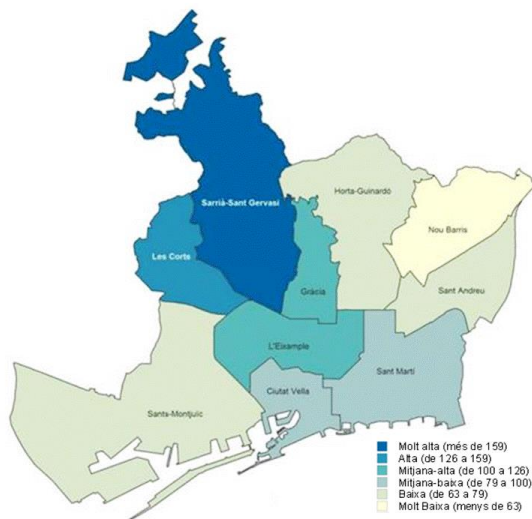 Sarrià-Sant Gervasi
Horta-Guinardó
Nou Barris
Les Corts
Gràcia
Sant Andreu
L'Eixample
Sant Martí
Ciutat Vella
Sants-Montjuïc
Molt alta (més de 159)
Alta (de 126 a 159)
Mitjana-alta (de 100 a 126)
Mitjana-baixa (de 79 a 100)
Baixa (de 63 a 79)
Molt Baixa (menys de 63)